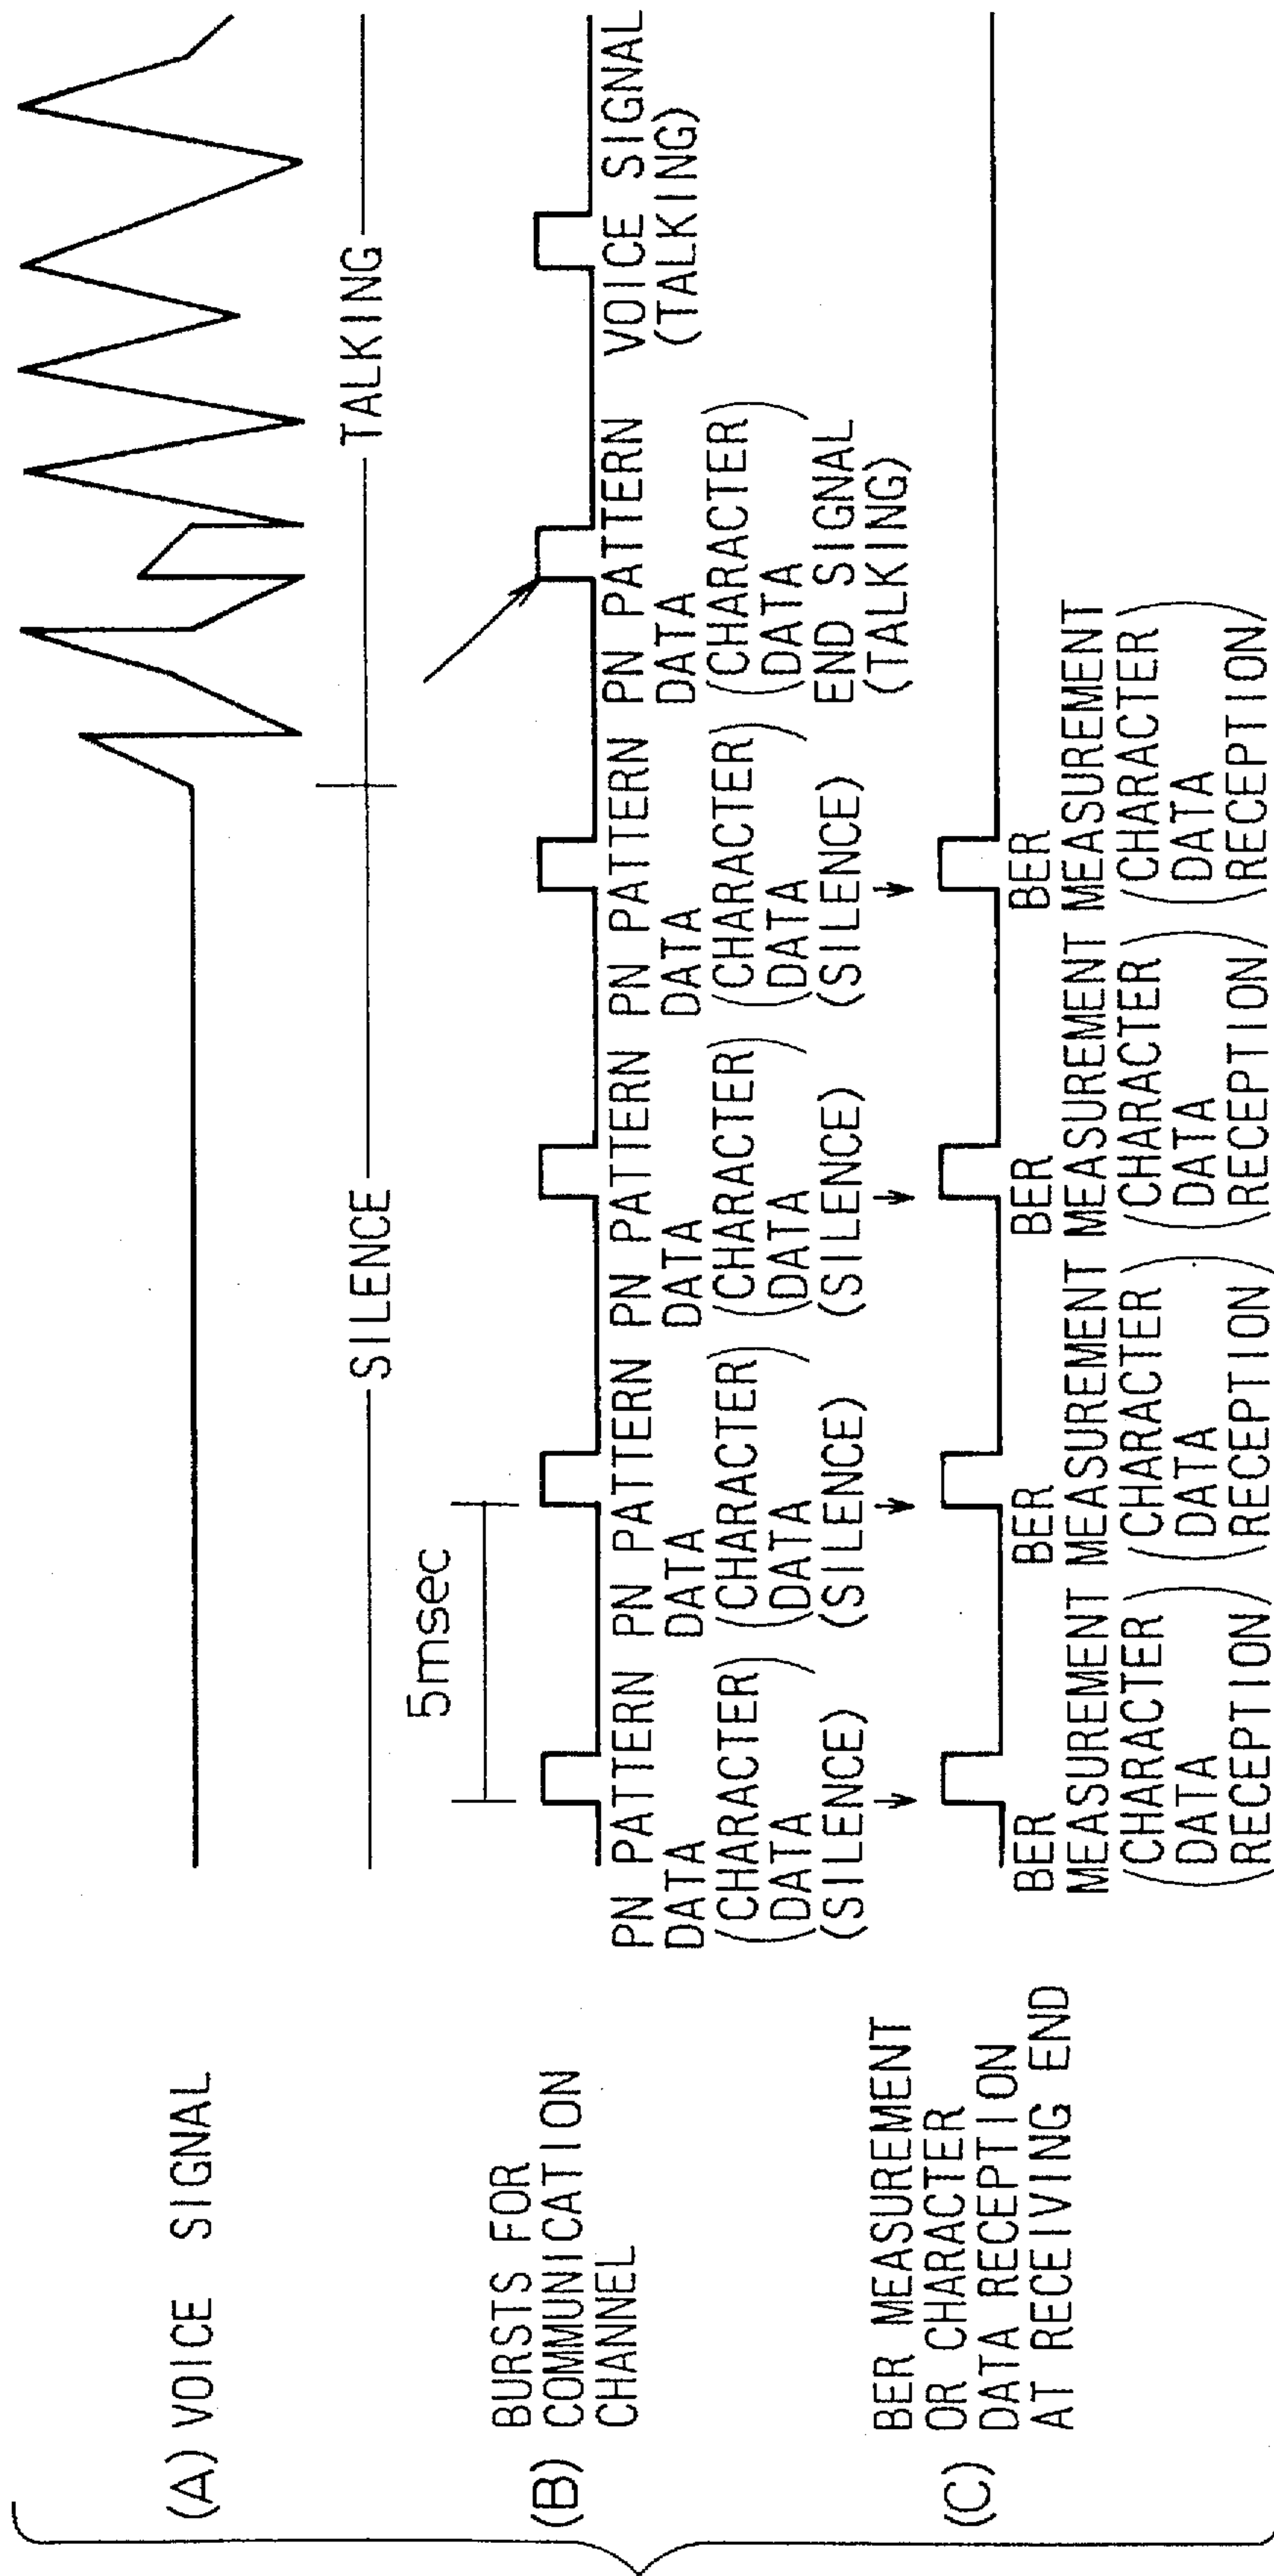 (A) VOICE SIGNAL
SILENCE
TALKING
5msec
(B)
BURSTS FOR
COMMUNICATION
CHANNEL
PN PATTERN
DATA
(CHARACTER)
(DATA )
(SILENCE)
PN PATTERN
DATA
(CHARACTER)
(DATA )
(SILENCE)
PN PATTERN
DATA
(CHARACTER)
(DATA )
(SILENCE)
PN PATTERN
DATA
(CHARACTER)
(DATA )
(SILENCE)
PN PATTERN
DATA
(CHARACTER)
(DATA )
END SIGNAL
(TALKING)
VOICE SIGNAL
(TALKING)
(C)
BER MEASUREMENT
OR CHARACTER
DATA RECEPTION
AT RECEIVING END
BER
MEASUREMENT
(CHARACTER)
DATA
(RECEPTION)
BER
MEASUREMENT
(CHARACTER)
DATA
(RECEPTION)
BER
MEASUREMENT
(CHARACTER)
DATA
(RECEPTION)
BER
MEASUREMENT
(CHARACTER)
DATA
(RECEPTION)